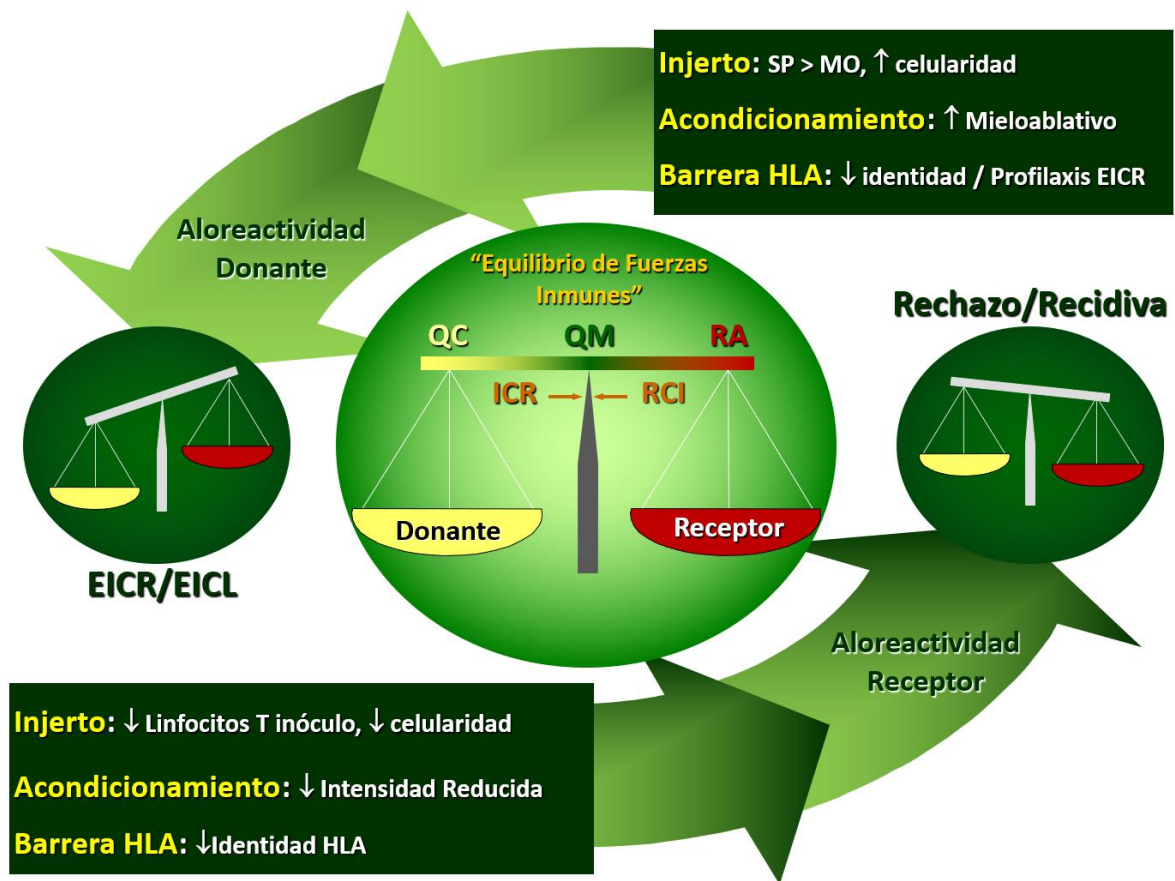 Injerto: SP > MO, ↑ celularidad
Acondicionamiento: ↑ Mieloablativo
Barrera HLA: ↓ identidad / Profilaxis EICR
Aloreactividad
Donante
“Equilibrio de Fuerzas
Inmunes”
QC QM RA
ICR → ← RCI
Donante Receptor
EICR/EICL
Rechazo/Recidiva
Aloreactividad
Receptor
Injerto: ↓ Linfocitos T inóculo, ↓ celularidad
Acondicionamiento: ↓ Intensidad Reducida
Barrera HLA: ↓Identidad HLA